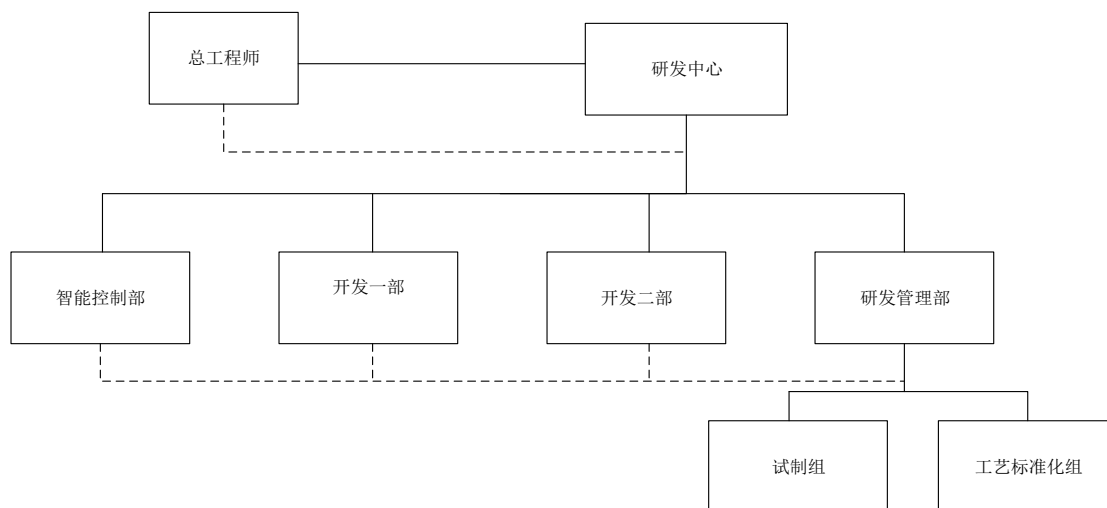 总工程师
研发中心
智能控制部
开发一部
开发二部
研发管理部
试制组
工艺标准化组